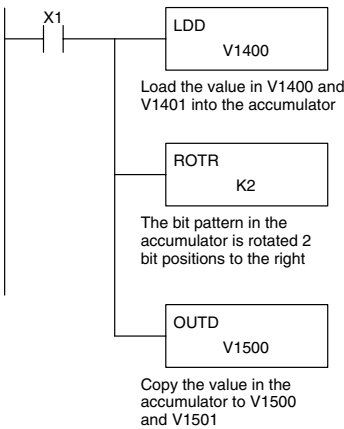 X1
LDD
V1400
Load the value in V1400 and
V1401 into the accumulator
ROTR
K2
The bit pattern in the
accumulator is rotated 2
bit positions to the right
OUTD
V1500
Copy the value in the
accumulator to V1500
and V1501